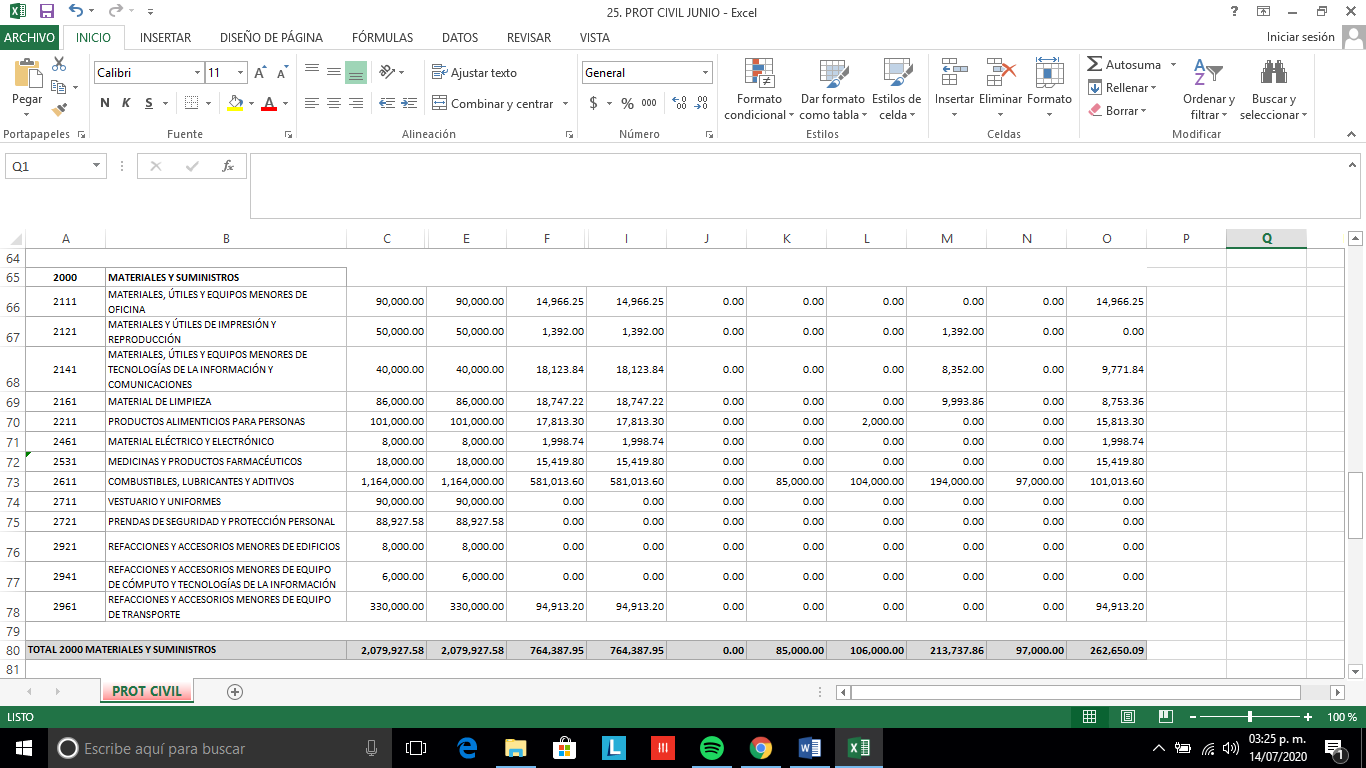 25. PROT CIVIL JUNIO - Excel
?
ARCHIVO INICIO INSERTAR DISEÑO DE PÁGINA FÓRMULAS DATOS REVISAR VISTA Iniciar sesión
Pegar
Calibri 11
N K S
Ajustar texto
Combinar y centrar
General
$ % 000
Formato condicional
Dar formato como tabla
Estilos de celda
Insertar Eliminar Formato
Autosuma
Rellenar
Borrar
Ordenar y filtrar
Buscar y seleccionar
Portapapeles Fuente Alineación Número Estilos Celdas Modificar
Q1 fx
A B C E F I J K L M N O P Q
64
65 2000 MATERIALES Y SUMINISTROS
66 2111 MATERIALES, ÚTILES Y EQUIPOS MENORES DE OFICINA 90,000.00 90,000.00 14,966.25 14,966.25 0.00 0.00 0.00 0.00 0.00 14,966.25
67 2121 MATERIALES Y ÚTILES DE IMPRESIÓN Y REPRODUCCIÓN 50,000.00 50,000.00 1,392.00 1,392.00 0.00 0.00 0.00 1,392.00 0.00 0.00
68 2141 MATERIALES, ÚTILES Y EQUIPOS MENORES DE TECNOLOGÍAS DE LA INFORMACIÓN Y COMUNICACIONES 40,000.00 40,000.00 18,123.84 18,123.84 0.00 0.00 0.00 8,352.00 0.00 9,771.84
69 2161 MATERIAL DE LIMPIEZA 86,000.00 86,000.00 18,747.22 18,747.22 0.00 0.00 0.00 9,993.86 0.00 8,753.36
70 2211 PRODUCTOS ALIMENTICIOS PARA PERSONAS 101,000.00 101,000.00 17,813.30 17,813.30 0.00 0.00 2,000.00 0.00 0.00 15,813.30
71 2461 MATERIAL ELÉCTRICO Y ELECTRÓNICO 8,000.00 8,000.00 1,998.74 1,998.74 0.00 0.00 0.00 0.00 0.00 1,998.74
72 2531 MEDICINAS Y PRODUCTOS FARMACÉUTICOS 18,000.00 18,000.00 15,419.80 15,419.80 0.00 0.00 0.00 0.00 0.00 15,419.80
73 2611 COMBUSTIBLES, LUBRICANTES Y ADITIVOS 1,164,000.00 1,164,000.00 581,013.60 581,013.60 0.00 85,000.00 104,000.00 194,000.00 97,000.00 101,013.60
74 2711 VESTUARIO Y UNIFORMES 90,000.00 90,000.00 0.00 0.00 0.00 0.00 0.00 0.00 0.00 0.00
75 2721 PRENDAS DE SEGURIDAD Y PROTECCIÓN PERSONAL 88,927.58 88,927.58 0.00 0.00 0.00 0.00 0.00 0.00 0.00 0.00
76 2921 REFACCIONES Y ACCESORIOS MENORES DE EDIFICIOS 8,000.00 8,000.00 0.00 0.00 0.00 0.00 0.00 0.00 0.00 0.00
77 2941 REFACCIONES Y ACCESORIOS MENORES DE EQUIPO DE CÓMPUTO Y TECNOLOGÍAS DE LA INFORMACIÓN 6,000.00 6,000.00 0.00 0.00 0.00 0.00 0.00 0.00 0.00 0.00
78 2961 REFACCIONES Y ACCESORIOS MENORES DE EQUIPO DE TRANSPORTE 330,000.00 330,000.00 94,913.20 94,913.20 0.00 0.00 0.00 0.00 0.00 94,913.20
79
80 TOTAL 2000 MATERIALES Y SUMINISTROS 2,079,927.58 2,079,927.58 764,387.95 764,387.95 0.00 85,000.00 106,000.00 213,737.86 97,000.00 262,650.09
81
PROT CIVIL
LISTO 100 %
Escribe aquí para buscar
03:25 p. m.
14/07/2020
1